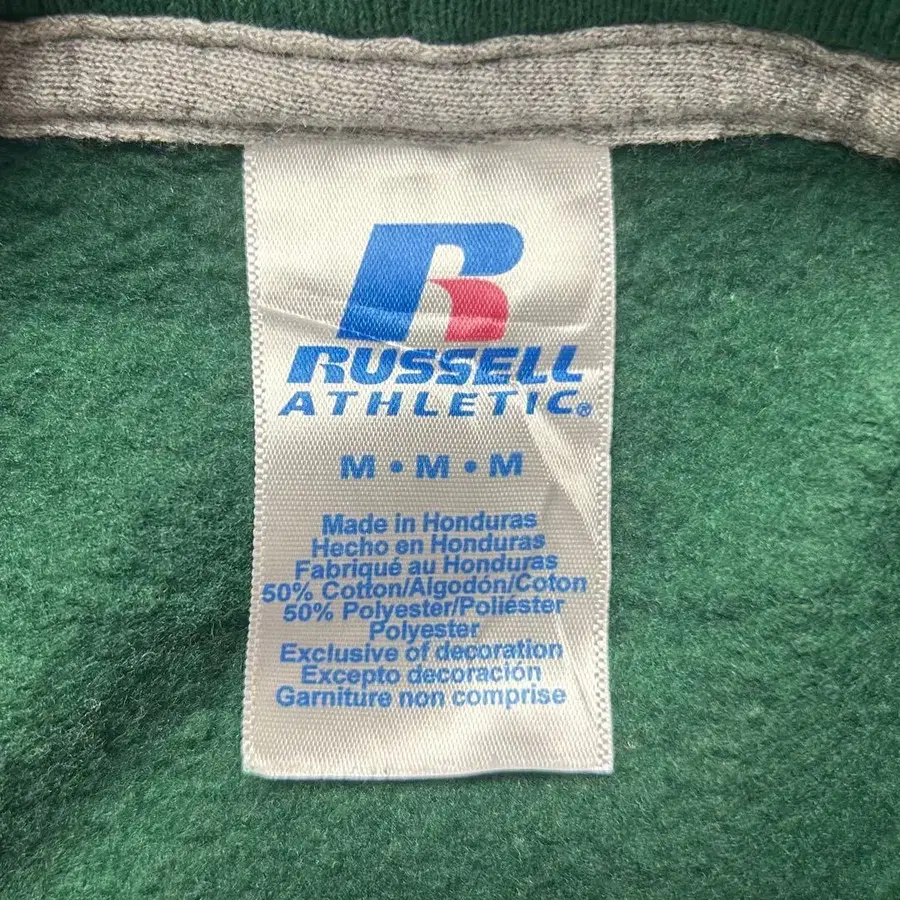 R
RUSSELL
ATHLETIC®
M • M • M
Made in Honduras
Hecho en Honduras
Fabriqué au Honduras
50% Cotton/Algodón/Coton
50% Polyester/Poliéster
Polyester
Exclusive of decoration
Excepto decoración
Garniture non comprise